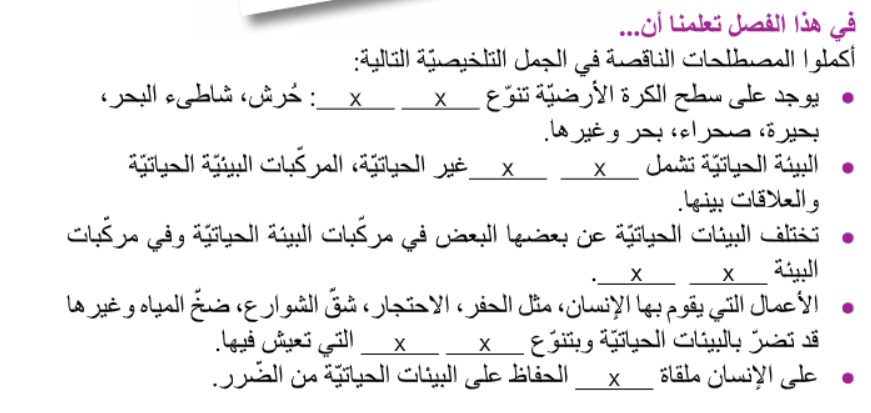 في هذا الفصل تعلمنا أن...
أكملوا المصطلحات الناقصة في الجمل التلخيصيّة التالية:
• يوجد على سطح الكرة الأرضيّة تنوّع __x__ __x__: حُرش، شاطىء البحر،
بحيرة، صحراء، بحر وغيرها.
• البيئة الحياتيّة تشمل __x__ __x__ غير الحياتيّة، المركّبات البيئيّة الحياتيّة
والعلاقات بينها.
• تختلف البيئات الحياتيّة عن بعضها البعض في مركّبات البيئة الحياتيّة وفي مركّبات
البيئة __x__ __x__.
• الأعمال التي يقوم بها الإنسان، مثل الحفر، الاحتجار، شقّ الشوارع، ضخّ المياه وغيرها
قد تضرّ بالبيئات الحياتيّة وبتنوّع __x__ __x__ التي تعيش فيها.
• على الإنسان ملقاة __x__ الحفاظ على البيئات الحياتيّة من الضّرر.